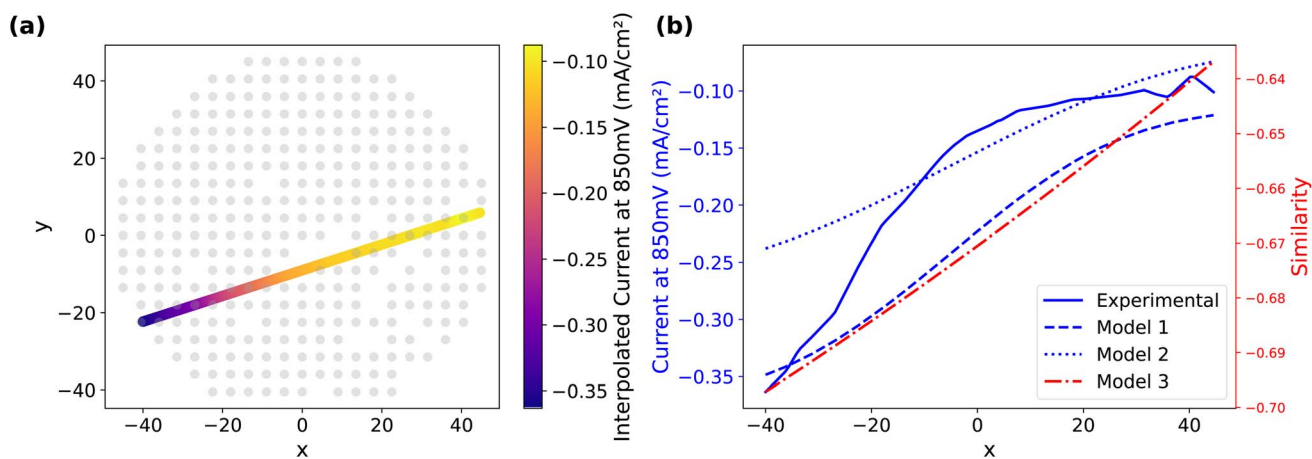 (a)
y
40
20
0
−20
−40
−40
−20
0
20
40
x
−0.10
−0.15
−0.20
−0.25
−0.30
−0.35
Interpolated Current at 850mV (mA/cm²)
(b)
Current at 850mV (mA/cm²)
−0.10
−0.15
−0.20
−0.25
−0.30
−0.35
−40
−20
0
20
40
x
Experimental
Model 1
Model 2
Model 3
−0.64
−0.65
−0.66
−0.67
−0.68
−0.69
−0.70
Similarity